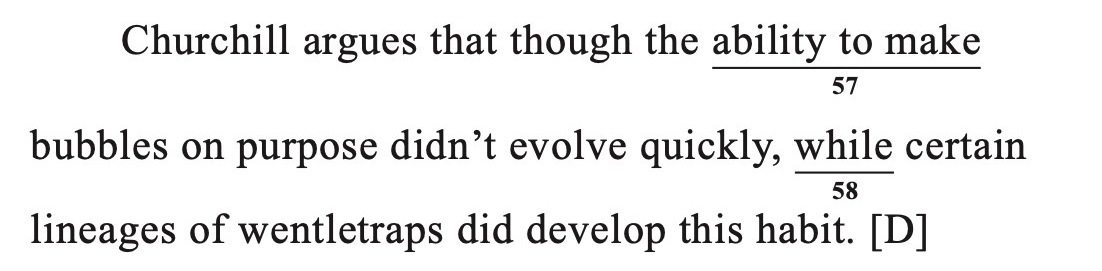 Churchill argues that though the ability to make
57
bubbles on purpose didn’t evolve quickly, while certain
58
lineages of wentletraps did develop this habit. [D]